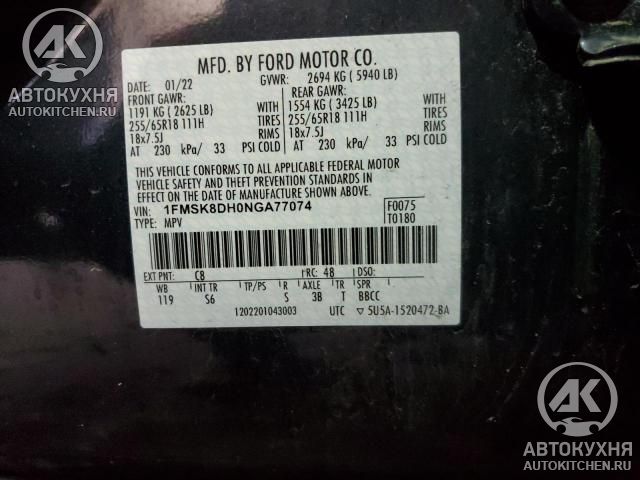 MFD. BY FORD MOTOR CO.
DATE: 01/22 GVWR: 2694 KG ( 5940 LB)
FRONT GAWR: REAR GAWR:
1191 KG ( 2625 LB) WITH 1554 KG ( 3425 LB) WITH
255/65R18 111H TIRES 255/65R18 111H TIRES
18x7.5J RIMS 18x7.5J RIMS
AT 230 kPa/ 33 PSI COLD AT 230 kPa/ 33 PSI COLD
THIS VEHICLE CONFORMS TO ALL APPLICABLE FEDERAL MOTOR
VEHICLE SAFETY AND THEFT PREVENTION STANDARDS IN
EFFECT ON THE DATE OF MANUFACTURE SHOWN ABOVE.
VIN: 1FMSK8DH0NGA77074 F0075
TYPE: MPV T0180
EXT PNT: C8 RC: 48 DSO:
WB INT TR TP/PS R AXLE TR SPR
119 S6 S 3B T BBCC
1202201043003 UTC ▽ 5U5A-1520472-BA
АК
АВТОКУХНЯ
AUTOKITCHEN.RU
АК
АВТОКУХНЯ
AUTOKITCHEN.RU